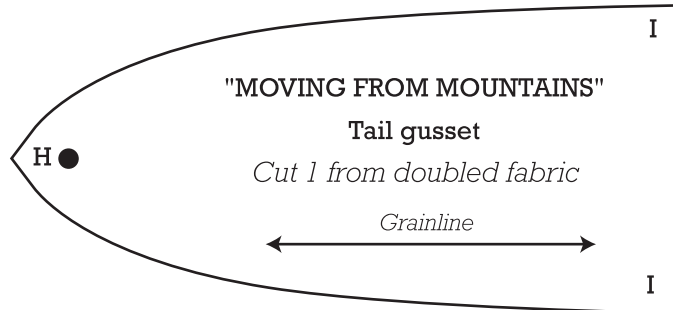 I
"MOVING FROM MOUNTAINS"
Tail gusset
H
Cut 1 from doubled fabric
Grainline
I